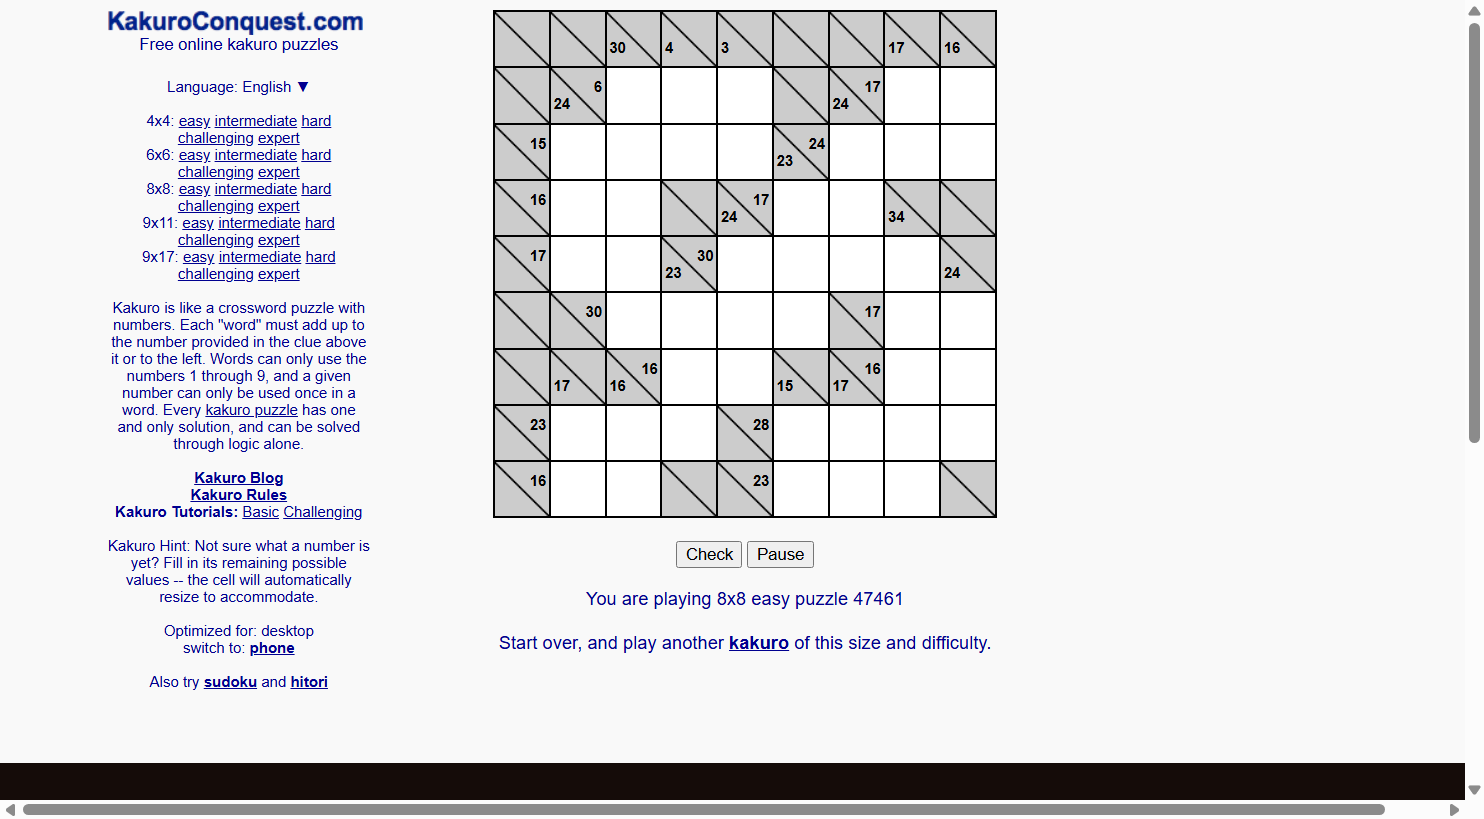 KakuroConquest.com
Free online kakuro puzzles
Language: English ▼
4x4: easy intermediate hard
challenging expert
6x6: easy intermediate hard
challenging expert
8x8: easy intermediate hard
challenging expert
9x11: easy intermediate hard
challenging expert
9x17: easy intermediate hard
challenging expert
Kakuro is like a crossword puzzle with
numbers. Each "word" must add up to
the number provided in the clue above
it or to the left. Words can only use the
numbers 1 through 9, and a given
number can only be used once in a
word. Every kakuro puzzle has one
and only solution, and can be solved
through logic alone.
Kakuro Blog
Kakuro Rules
Kakuro Tutorials: Basic Challenging
Kakuro Hint: Not sure what a number is
yet? Fill in its remaining possible
values -- the cell will automatically
resize to accommodate.
Optimized for: desktop
switch to: phone
Also try sudoku and hitori
30 4 3 17 16
6 17
24 24
15 24
23
16 17
24 34
17 30
23 24
30 17
16 16
17 16 15 17
23 28
16 23
Check Pause
You are playing 8x8 easy puzzle 47461
Start over, and play another kakuro of this size and difficulty.